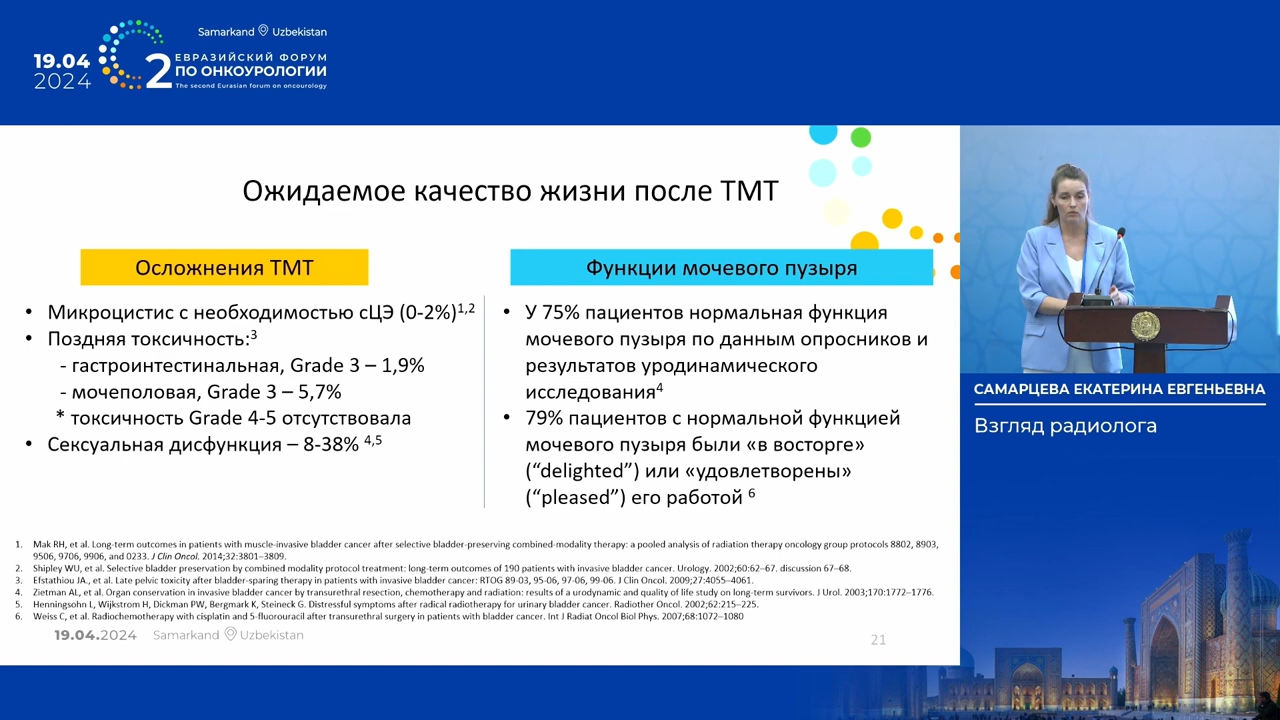 Samarkand Uzbekistan
19.04
2024
2
ЕВРАЗИЙСКИЙ ФОРУМ
ПО ОНКОУРОЛОГИИ
The second Eurasian forum on oncourology
Ожидаемое качество жизни после ТМТ
Осложнения ТМТ
• Микроцистис с необходимостью сЦЭ (0-2%)1,2
• Поздняя токсичность:3
- гастроинтестинальная, Grade 3 – 1,9%
- мочеполовая, Grade 3 – 5,7%
* токсичность Grade 4-5 отсутствовала
• Сексуальная дисфункция – 8-38% 4,5
Функции мочевого пузыря
• У 75% пациентов нормальная функция
мочевого пузыря по данным опросников и
результатов уродинамического
исследования4
• 79% пациентов с нормальной функцией
мочевого пузыря были «в восторге»
(“delighted”) или «удовлетворены»
(“pleased”) его работой 6
1. Mak RH, et al. Long-term outcomes in patients with muscle-invasive bladder cancer after selective bladder-preserving combined-modality therapy: a pooled analysis of radiation therapy oncology group protocols 8802, 8903,
9506, 9706, 9906, and 0233. J Clin Oncol. 2014;32:3801–3809.
2. Shipley WU, et al. Selective bladder preservation by combined modality protocol treatment: long-term outcomes of 190 patients with invasive bladder cancer. Urology. 2002;60:62–67. discussion 67–68.
3. Efstathiou JA., et al. Late pelvic toxicity after bladder-sparing therapy in patients with invasive bladder cancer: RTOG 89-03, 95-06, 97-06, 99-06. J Clin Oncol. 2009;27:4055–4061.
4. Zietman AL, et al. Organ conservation in invasive bladder cancer by transurethral resection, chemotherapy and radiation: results of a urodynamic and quality of life study on long-term survivors. J Urol. 2003;170:1772–1776.
5. Henningsohn L, Wijkstrom H, Dickman PW, Bergmark K, Steineck G. Distressful symptoms after radical radiotherapy for urinary bladder cancer. Radiother Oncol. 2002;62:215–225.
6. Weiss C, et al. Radiochemotherapy with cisplatin and 5-fluorouracil after transurethral surgery in patients with bladder cancer. Int J Radiat Oncol Biol Phys. 2007;68:1072–1080
19.04.2024 Samarkand Uzbekistan
21
САМАРЦЕВА ЕКАТЕРИНА ЕВГЕНЬЕВНА
Взгляд радиолога